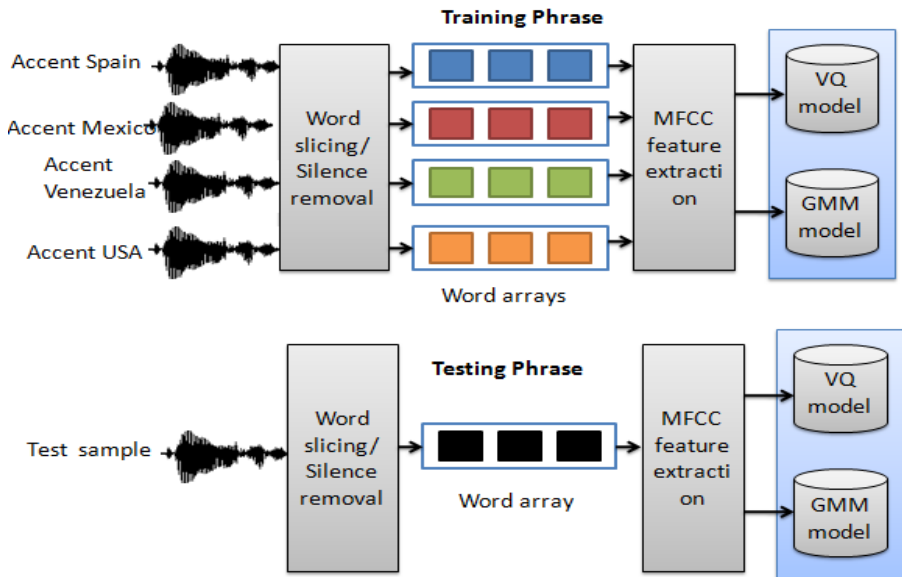 Training Phrase
Accent Spain
Accent Mexico
Accent
Venezuela
Accent USA
Word
slicing/
Silence
removal
MFCC
feature
extracti
on
VQ
model
GMM
model
Word arrays
Testing Phrase
Test sample
Word
slicing/
Silence
removal
Word array
MFCC
feature
extracti
on
VQ
model
GMM
model